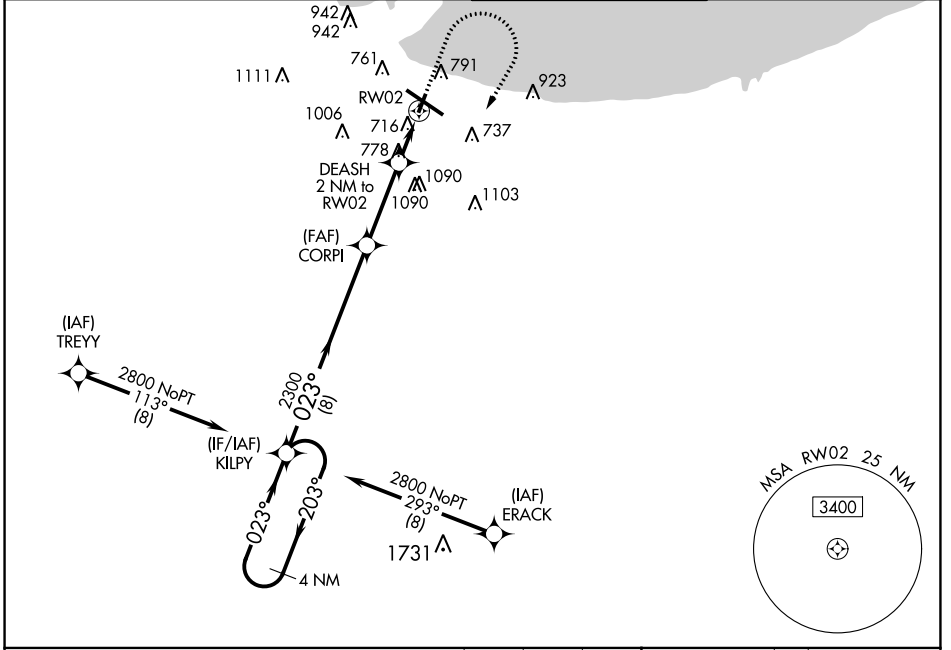 942
942
761
791
1111
923
RW02
1006
716
737
778
DEASH
2 NM to
RW02
1090
1090
1103
(FAF)
CORPI
(IAF)
TREYY
2800 NoPT
113°
(8)
2300
023°
(8)
(IF/IAF)
KILPY
023°
203°
4 NM
2800 NoPT
293°
(8)
(IAF)
ERACK
1731
MSA RW02 25 NM
3400